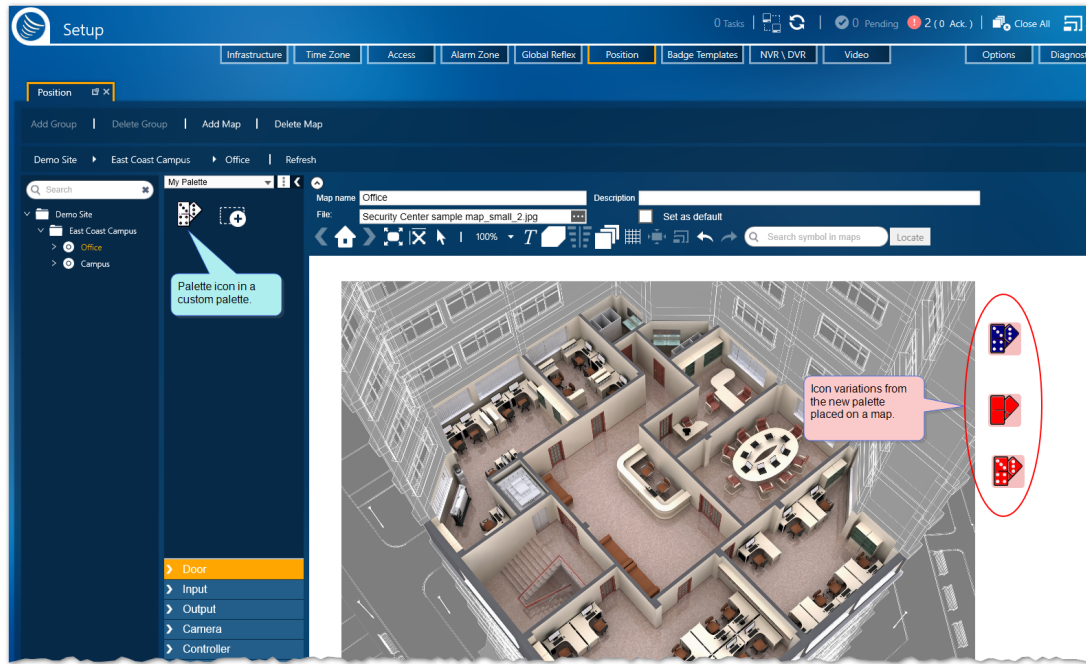 Setup
0 Tasks
0 Pending
2 ( 0 Ack. )
Close All
Infrastructure
Time Zone
Access
Alarm Zone
Global Reflex
Position
Badge Templates
NVR \ DVR
Video
Options
Diagnost
Position
Add Group | Delete Group | Add Map | Delete Map
Demo Site East Coast Campus Office | Refresh
Search
Demo Site
East Coast Campus
Office
Campus
My Palette
Palette icon in a
custom palette.
Door
Input
Output
Camera
Controller
Map name Office Description
File: Security Center sample map_small_2.jpg Set as default
100% T Search symbol in maps Locate
Icon variations from
the new palette
placed on a map.